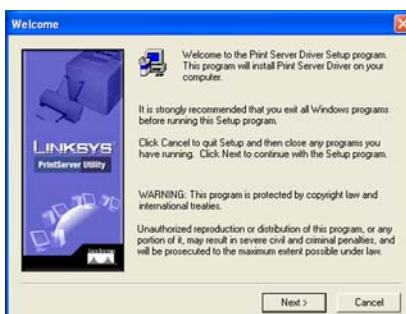 Welcome
Welcome to the Print Server Driver Setup program.
This program will install Print Server Driver on your
computer.
It is strongly recommended that you exit all Windows programs
before running this Setup program.
Click Cancel to quit Setup and then close any programs you
have running. Click Next to continue with the Setup program.
LINKSYS
PrintServer Utility
WARNING: This program is protected by copyright law and
international treaties.
Unauthorized reproduction or distribution of this program, or any
portion of it, may result in severe civil and criminal penalties, and
will be prosecuted to the maximum extent possible under law.
Next >
Cancel